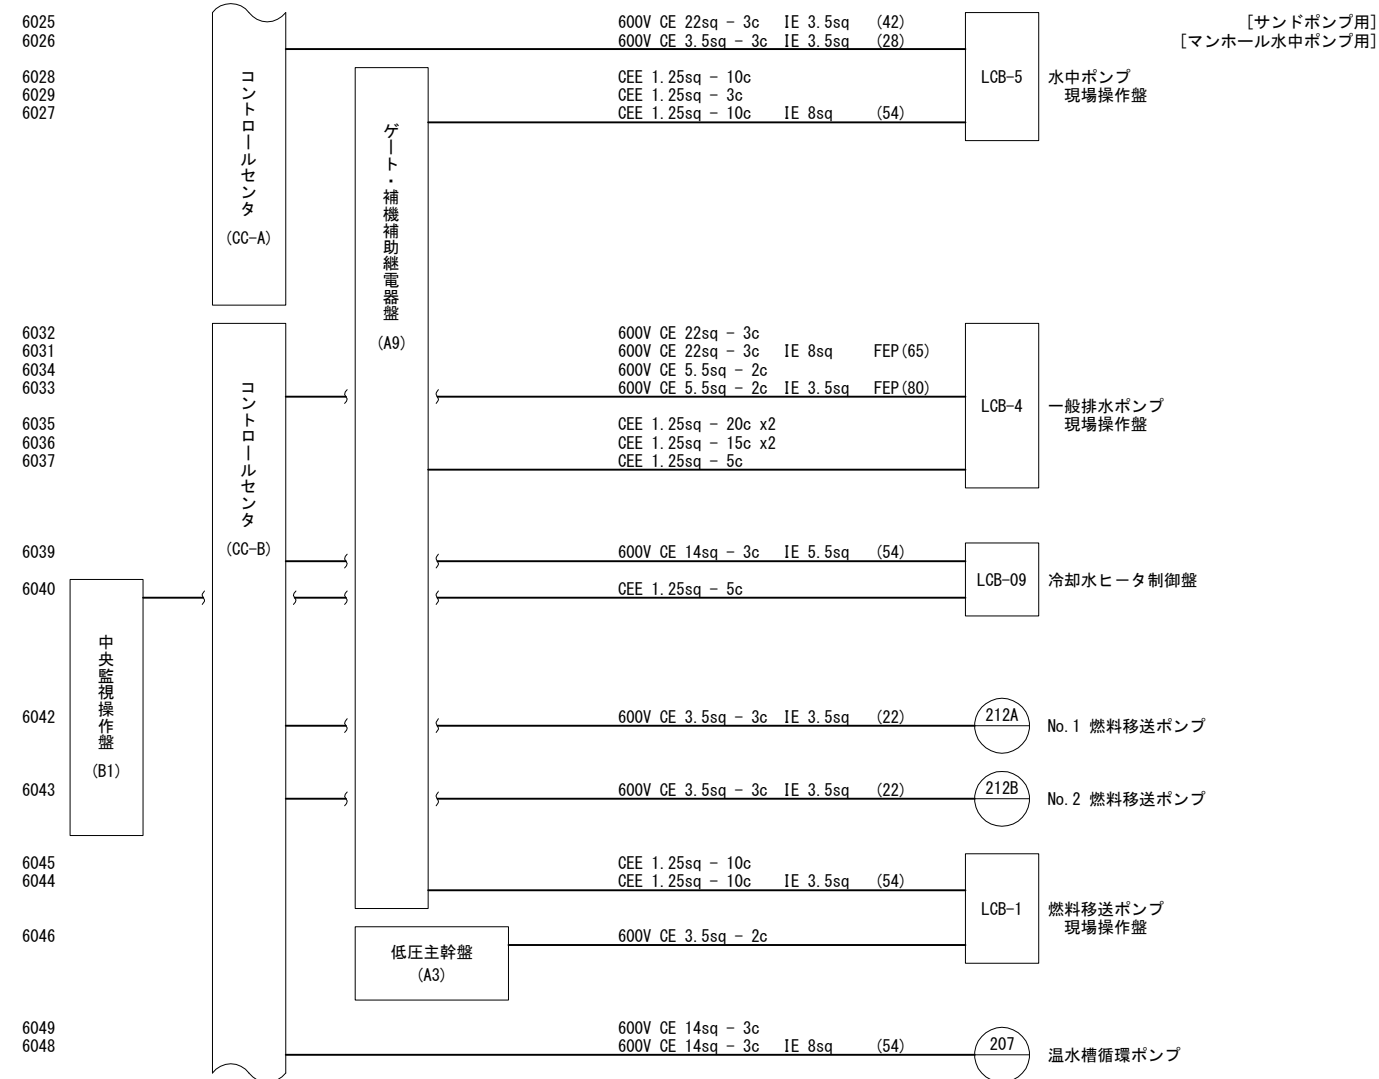 6025 600V CE 22sq - 3c IE 3.5sq (42) [サンドポンプ用]
6026 600V CE 3.5sq - 3c IE 3.5sq (28) [マンホール水中ポンプ用]
6028 CEE 1.25sq - 10c
6029 CEE 1.25sq - 3c
6027 CEE 1.25sq - 10c IE 8sq (54)
LCB-5 水中ポンプ
現場操作盤
コントロールセンタ
(CC-A)
ゲート・補機補助継電器盤
(A9)
6032 600V CE 22sq - 3c
6031 600V CE 22sq - 3c IE 8sq FEP(65)
6034 600V CE 5.5sq - 2c
6033 600V CE 5.5sq - 2c IE 3.5sq FEP(80)
LCB-4 一般排水ポンプ
現場操作盤
6035 CEE 1.25sq - 20c x2
6036 CEE 1.25sq - 15c x2
6037 CEE 1.25sq - 5c
コントロールセンタ
(CC-B)
6039 600V CE 14sq - 3c IE 5.5sq (54)
LCB-09 冷却水ヒータ制御盤
6040 CEE 1.25sq - 5c
中央監視操作盤
(B1)
6042 600V CE 3.5sq - 3c IE 3.5sq (22) 212A No.1 燃料移送ポンプ
6043 600V CE 3.5sq - 3c IE 3.5sq (22) 212B No.2 燃料移送ポンプ
6045 CEE 1.25sq - 10c
6044 CEE 1.25sq - 10c IE 3.5sq (54)
LCB-1 燃料移送ポンプ
現場操作盤
6046 600V CE 3.5sq - 2c
低圧主幹盤
(A3)
6049 600V CE 14sq - 3c
6048 600V CE 14sq - 3c IE 8sq (54) 207 温水槽循環ポンプ